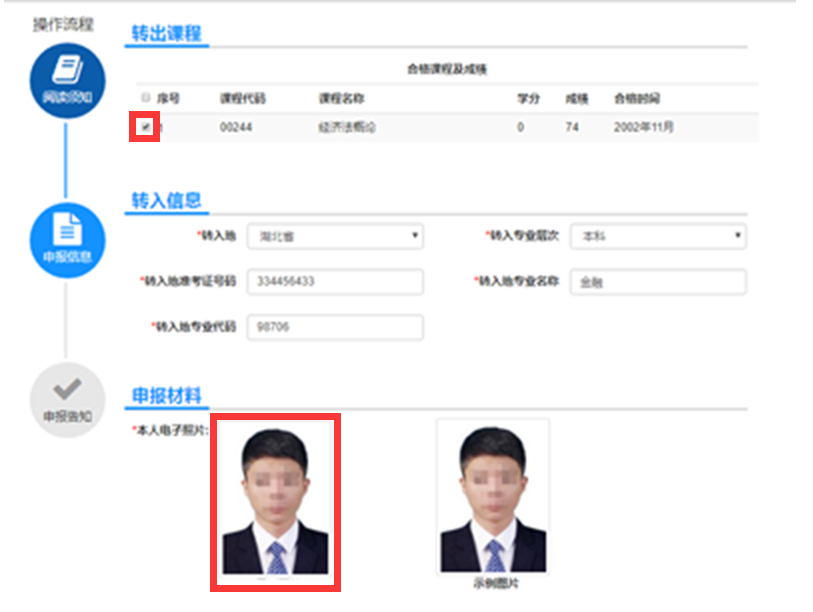 操作流程
阅读须知
申报信息
申报告知
转出课程
合格课程及成绩
序号 课程代码 课程名称 学分 成绩 合格时间
1 00244 经济法概论 0 74 2002年11月
转入信息
*转入地 湖北省 *转入专业层次 本科
*转入地准考证号码 334456433 *转入地专业名称 金融
*转入地专业代码 98706
申报材料
*本人电子照片:
示例图片